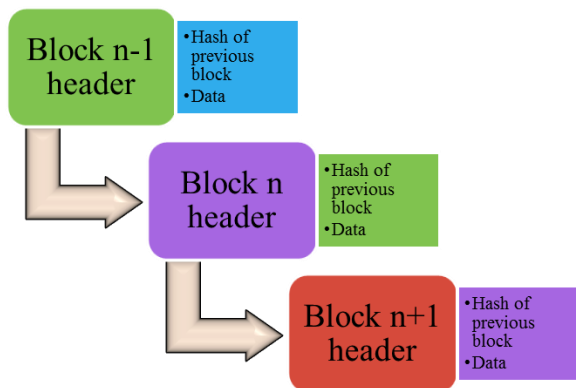 Block n-1
header
•Hash of
previous
block
•Data
Block n
header
•Hash of
previous
block
•Data
Block n+1
header
•Hash of
previous
block
•Data